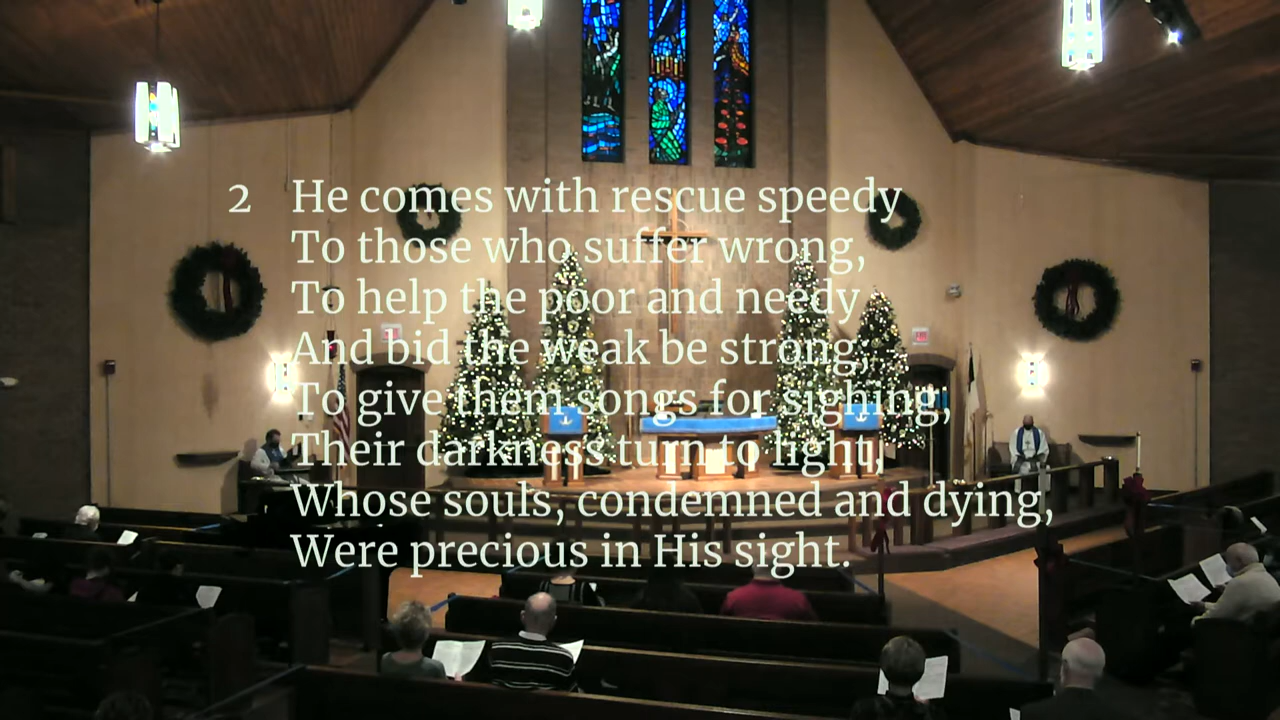 2 He comes with rescue speedy
To those who suffer wrong,
To help the poor and needy
And bid the weak be strong;
To give them songs for sighing,
Their darkness turn to light,
Whose souls, condemned and dying,
Were precious in His sight.